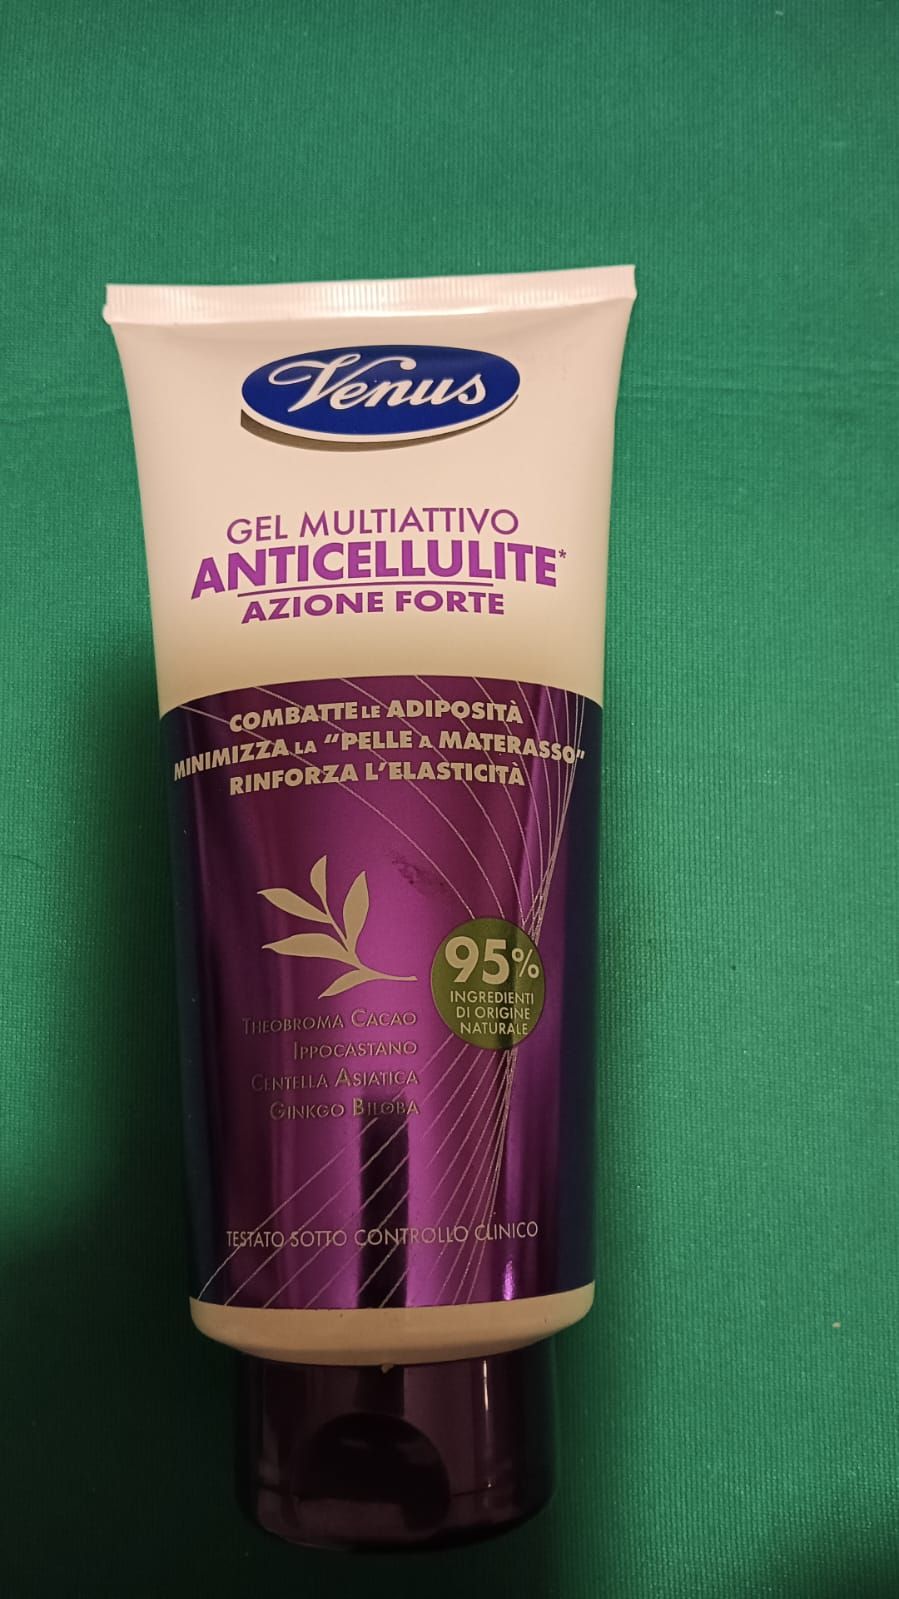 Venus
GEL MULTIATTIVO
ANTICELLULITE*
AZIONE FORTE
COMBATTE LE ADIPOSITÀ
MINIMIZZA LA "PELLE A MATERASSO"
RINFORZA L'ELASTICITÀ
95%
INGREDIENTI
DI ORIGINE
NATURALE
THEOBROMA CACAO
IPPOCASTANO
CENTELLA ASIATICA
GINKGO BILOBA
TESTATO SOTTO CONTROLLO CLINICO